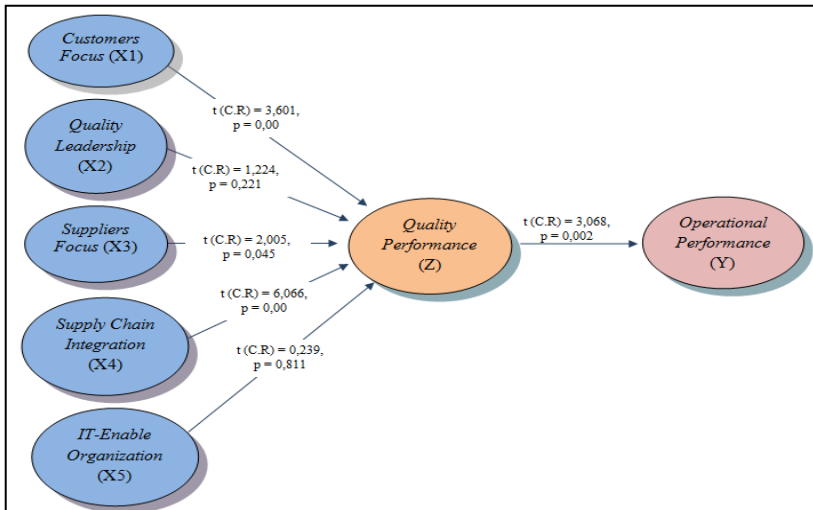 Customers
Focus (X1)
t (C.R) = 3,601,
p = 0,00
Quality
Leadership
(X2)
t (C.R) = 1,224,
p = 0,221
Suppliers
Focus (X3)
t (C.R) = 2,005,
p = 0,045
Quality
Performance
(Z)
t (C.R) = 3,068,
p = 0,002
Operational
Performance
(Y)
Supply Chain
Integration
(X4)
t (C.R) = 6,066,
p = 0,00
t (C.R) = 0,239,
p = 0,811
IT-Enable
Organization
(X5)